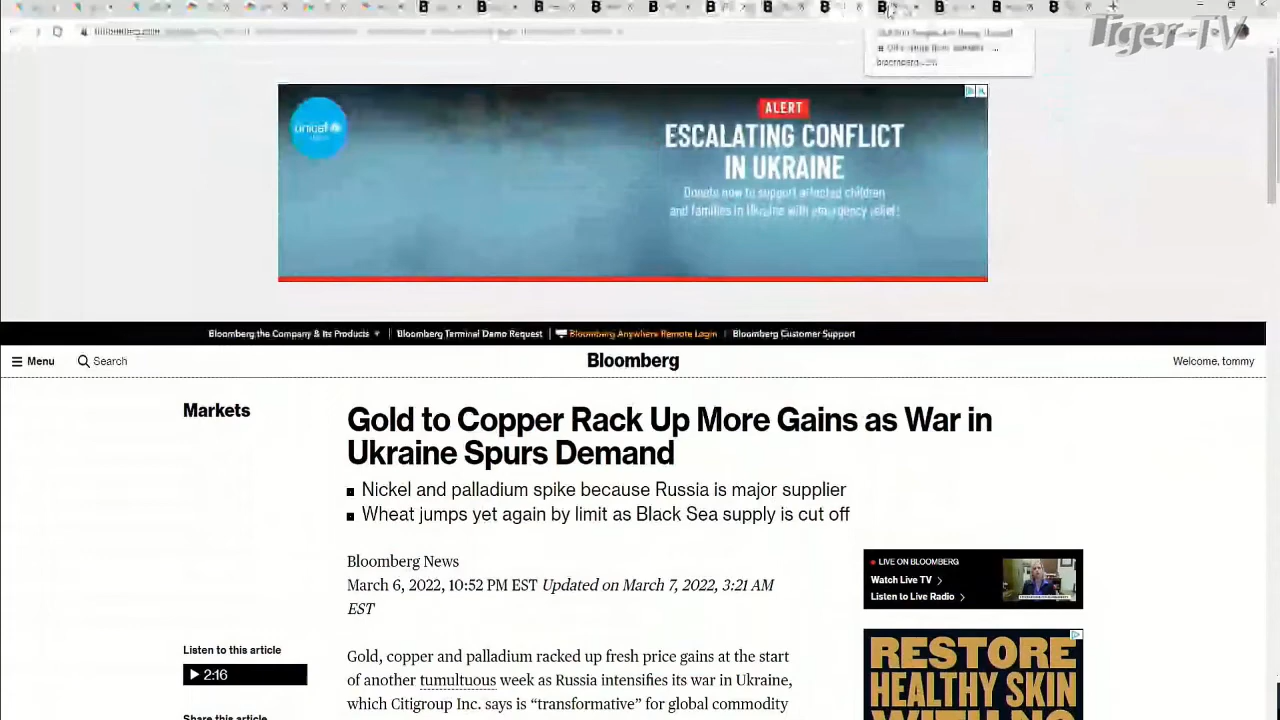 Tiger-TV
unicef
ALERT
ESCALATING CONFLICT
IN UKRAINE
Donate now to support affected children
and families in Ukraine with emergency relief!
Bloomberg the Company & Its Products
Bloomberg Terminal Demo Request
Bloomberg Anywhere Remote Login
Bloomberg Customer Support
Menu
Search
Bloomberg
Welcome, tommy
Markets
Gold to Copper Rack Up More Gains as War in
Ukraine Spurs Demand
Nickel and palladium spike because Russia is major supplier
Wheat jumps yet again by limit as Black Sea supply is cut off
Bloomberg News
March 6, 2022, 10:52 PM EST Updated on March 7, 2022, 3:21 AM
EST
LIVE ON BLOOMBERG
Watch Live TV
Listen to Live Radio
Listen to this article
2:16
Share this article
Gold, copper and palladium racked up fresh price gains at the start
of another tumultuous week as Russia intensifies its war in Ukraine,
which Citigroup Inc. says is “transformative” for global commodity
RESTORE
HEALTHY SKIN
WITH NO